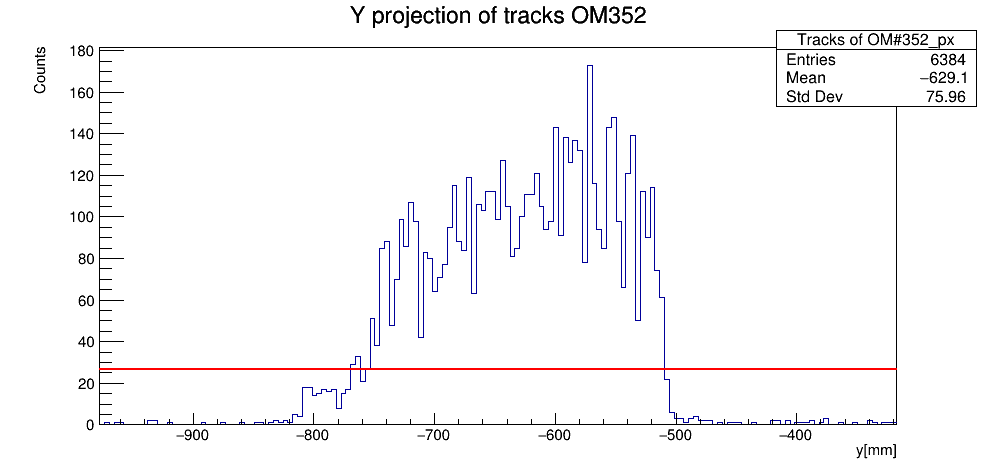 Y projection of tracks OM352
Tracks of OM#352_px
Entries 6384
Mean −629.1
Std Dev 75.96
Counts
180
160
140
120
100
80
60
40
20
0
−900 −800 −700 −600 −500 −400
y[mm]